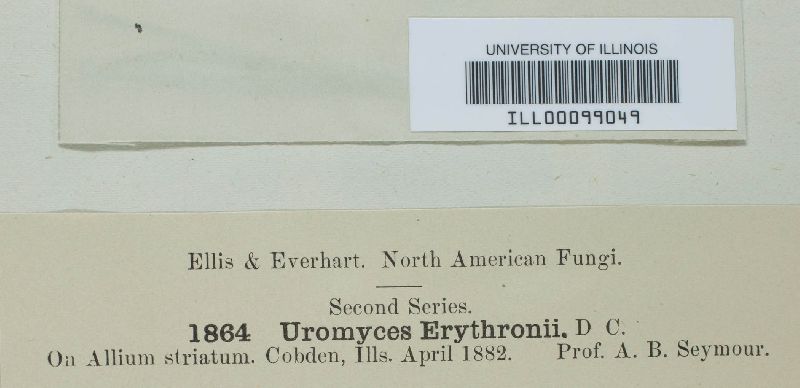 UNIVERSITY OF ILLINOIS
ILL00099049
Ellis & Everhart. North American Fungi.
Second Series.
1864 Uromyces Erythronii. D C.
On Allium striatum. Cobden, Ills. April 1882. Prof. A. B. Seymour.